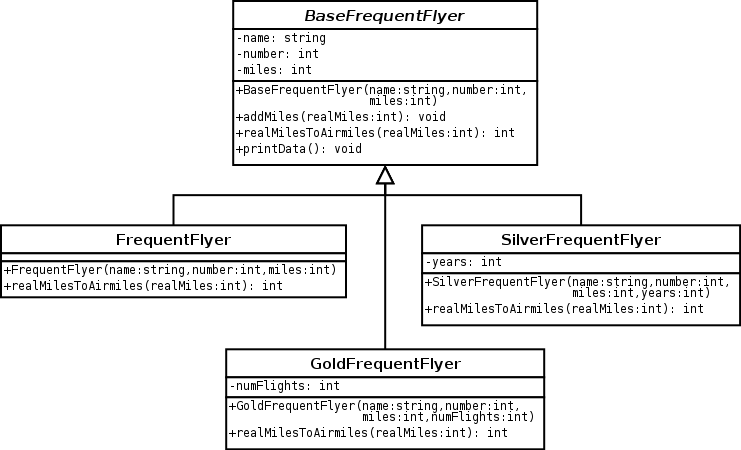 BaseFrequentFlyer
-name: string
-number: int
-miles: int
+BaseFrequentFlyer(name:string,number:int,
miles:int)
+addMiles(realMiles:int): void
+realMilesToAirmiles(realMiles:int): int
+printData(): void
FrequentFlyer
+FrequentFlyer(name:string,number:int,miles:int)
+realMilesToAirmiles(realMiles:int): int
SilverFrequentFlyer
-years: int
+SilverFrequentFlyer(name:string,number:int,
miles:int,years:int)
+realMilesToAirmiles(realMiles:int): int
GoldFrequentFlyer
-numFlights: int
+GoldFrequentFlyer(name:string,number:int,
miles:int,numFlights:int)
+realMilesToAirmiles(realMiles:int): int